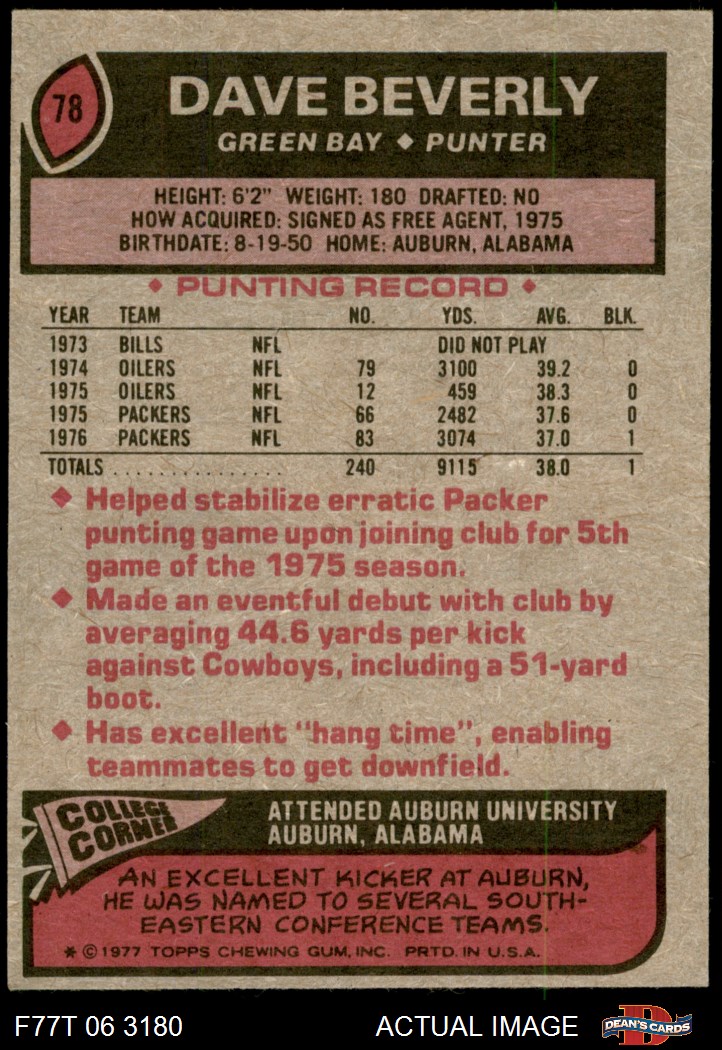 78
DAVE BEVERLY
GREEN BAY ◆ PUNTER
HEIGHT: 6'2" WEIGHT: 180 DRAFTED: NO
HOW ACQUIRED: SIGNED AS FREE AGENT, 1975
BIRTHDATE: 8-19-50 HOME: AUBURN, ALABAMA
◆ PUNTING RECORD ◆
YEAR TEAM NO. YDS. AVG. BLK.
1973 BILLS NFL DID NOT PLAY
1974 OILERS NFL 79 3100 39.2 0
1975 OILERS NFL 12 459 38.3 0
1975 PACKERS NFL 66 2482 37.6 0
1976 PACKERS NFL 83 3074 37.0 1
TOTALS . . . . . . . . . . . . . . . . 240 9115 38.0 1
◆ Helped stabilize erratic Packer
punting game upon joining club for 5th
game of the 1975 season.
◆ Made an eventful debut with club by
averaging 44.6 yards per kick
against Cowboys, including a 51-yard
boot.
◆ Has excellent "hang time", enabling
teammates to get downfield.
COLLEGE
CORNER
ATTENDED AUBURN UNIVERSITY
AUBURN, ALABAMA
AN EXCELLENT KICKER AT AUBURN,
HE WAS NAMED TO SEVERAL SOUTH-
EASTERN CONFERENCE TEAMS.
* © 1977 TOPPS CHEWING GUM, INC. PRTD. IN U.S.A.
F77T 06 3180 ACTUAL IMAGE
D
DEAN'S CARDS